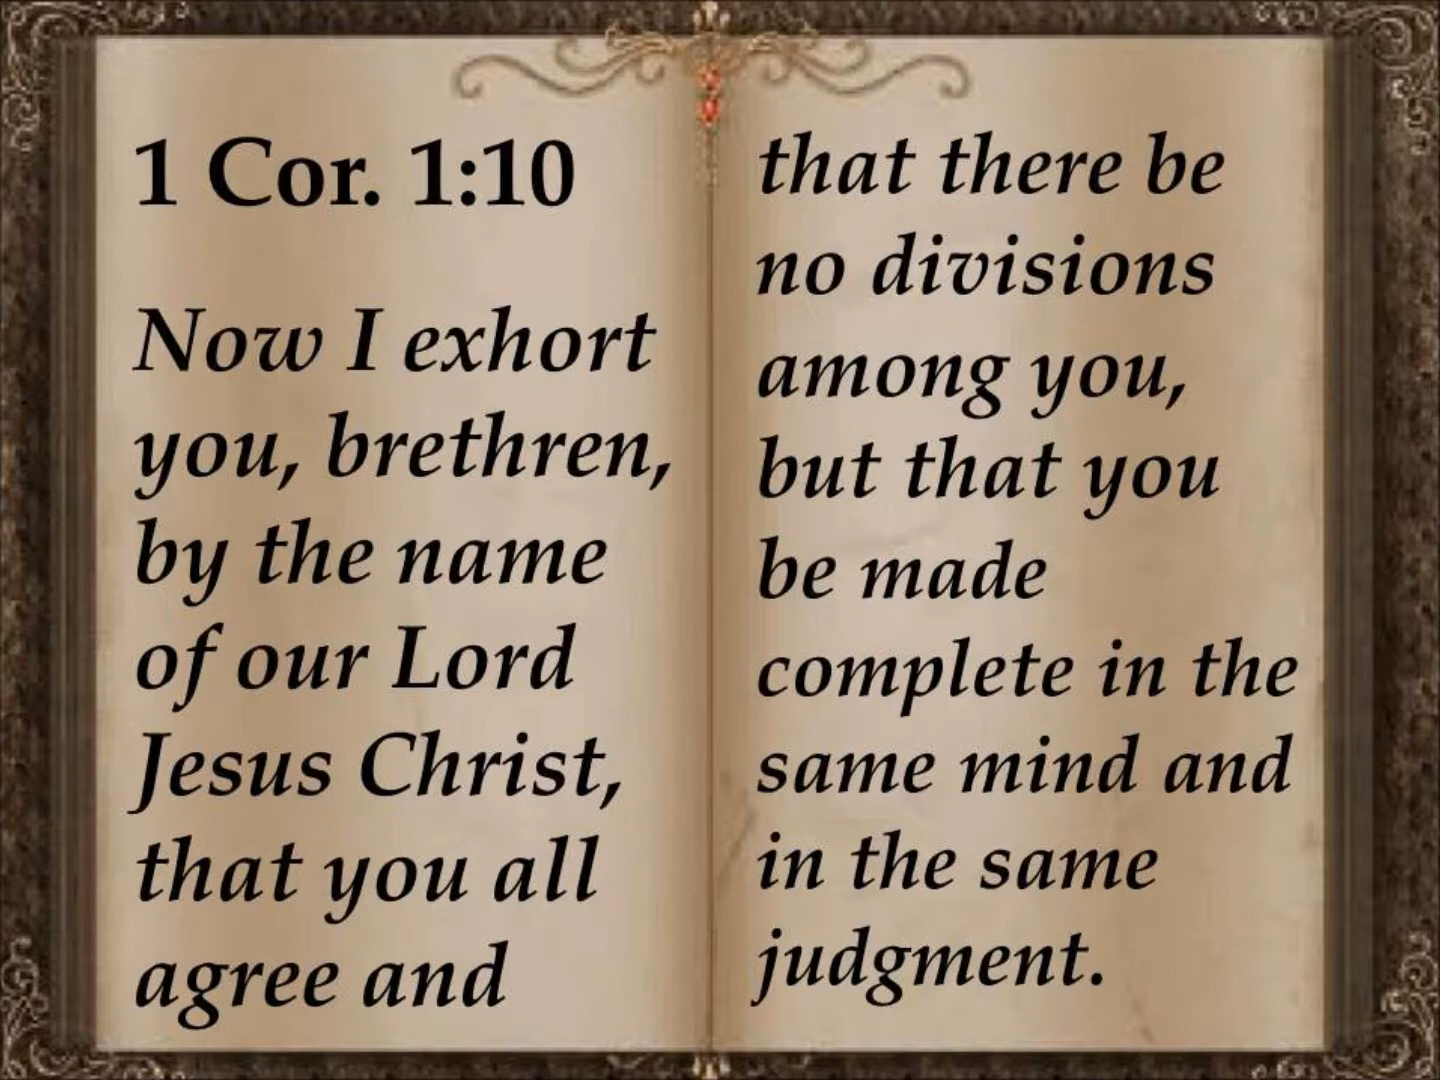 1 Cor. 1:10
Now I exhort
you, brethren,
by the name
of our Lord
Jesus Christ,
that you all
agree and
that there be
no divisions
among you,
but that you
be made
complete in the
same mind and
in the same
judgment.